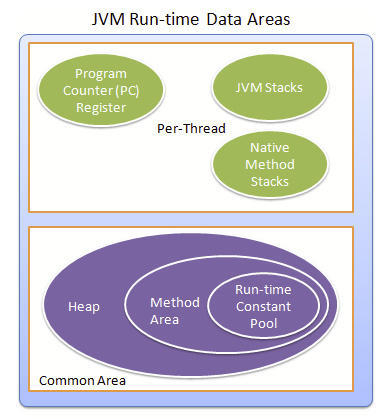 JVM Run-time Data Areas
Program
Counter (PC)
Register
JVM Stacks
Per-Thread
Native
Method
Stacks
Heap
Method
Area
Run-time
Constant
Pool
Common Area